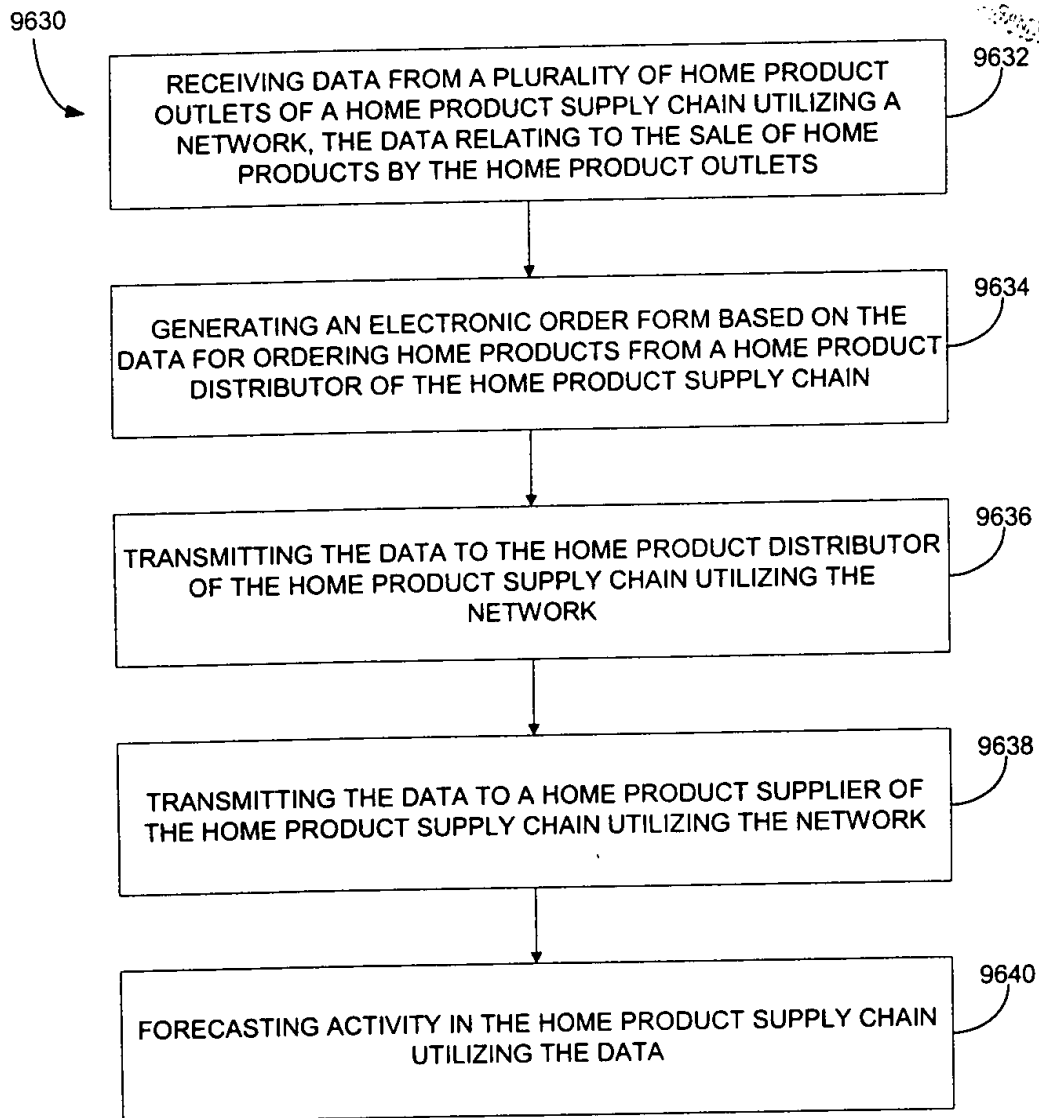 9630
9632
RECEIVING DATA FROM A PLURALITY OF HOME PRODUCT
OUTLETS OF A HOME PRODUCT SUPPLY CHAIN UTILIZING A
NETWORK, THE DATA RELATING TO THE SALE OF HOME
PRODUCTS BY THE HOME PRODUCT OUTLETS
9634
GENERATING AN ELECTRONIC ORDER FORM BASED ON THE
DATA FOR ORDERING HOME PRODUCTS FROM A HOME PRODUCT
DISTRIBUTOR OF THE HOME PRODUCT SUPPLY CHAIN
9636
TRANSMITTING THE DATA TO THE HOME PRODUCT DISTRIBUTOR
OF THE HOME PRODUCT SUPPLY CHAIN UTILIZING THE
NETWORK
9638
TRANSMITTING THE DATA TO A HOME PRODUCT SUPPLIER OF
THE HOME PRODUCT SUPPLY CHAIN UTILIZING THE NETWORK
9640
FORECASTING ACTIVITY IN THE HOME PRODUCT SUPPLY CHAIN
UTILIZING THE DATA